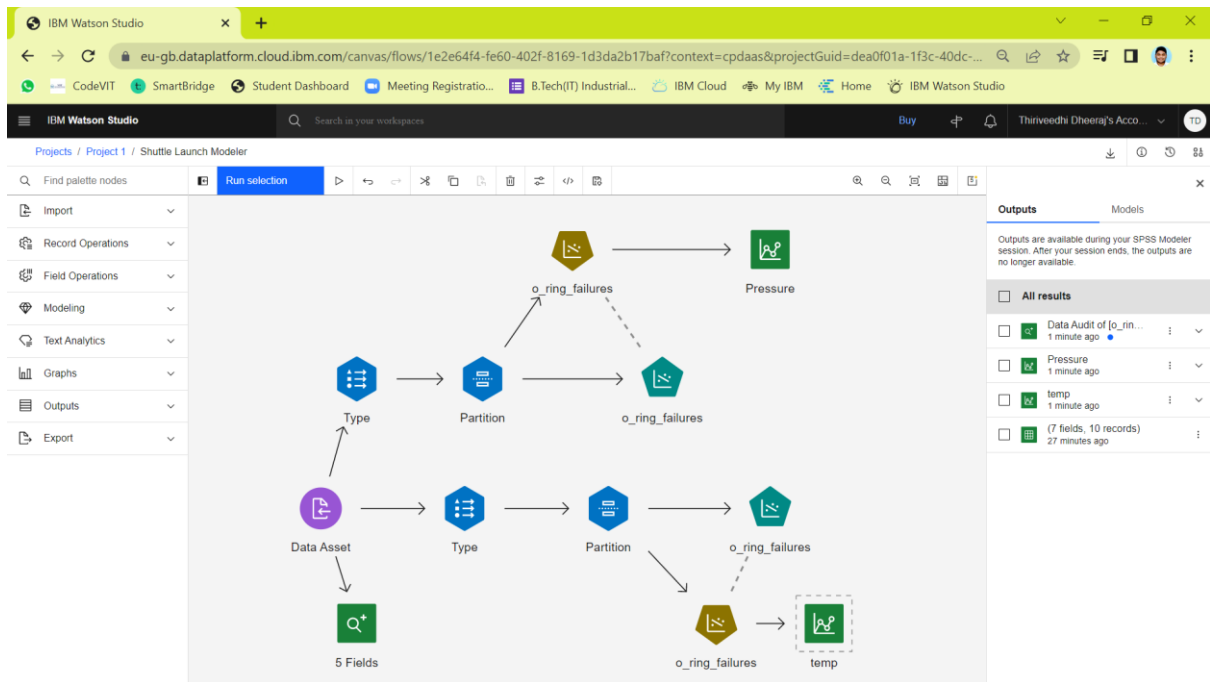 IBM Watson Studio
eu-gb.dataplatform.cloud.ibm.com/canvas/flows/1e2e64f4-fe60-402f-8169-1d3da2b17baf?context=cpdaas&projectGuid=dea0f01a-1f3c-40dc-...
CodeVIT SmartBridge Student Dashboard Meeting Registratio... B.Tech(IT) Industrial... IBM Cloud My IBM Home IBM Watson Studio
IBM Watson Studio Search in your workspaces Buy Thiriveedhi Dheeraj's Acco... TD
Projects / Project 1 / Shuttle Launch Modeler
Find palette nodes Run selection
Import
Record Operations
Field Operations
Modeling
Text Analytics
Graphs
Outputs
Export
o_ring_failures Pressure
Type Partition o_ring_failures
Data Asset Type Partition o_ring_failures
5 Fields o_ring_failures temp
Outputs Models
Outputs are available during your SPSS Modeler
session. After your session ends, the outputs are
no longer available.
All results
Data Audit of [o_rin...
1 minute ago
Pressure
1 minute ago
temp
1 minute ago
(7 fields, 10 records)
27 minutes ago